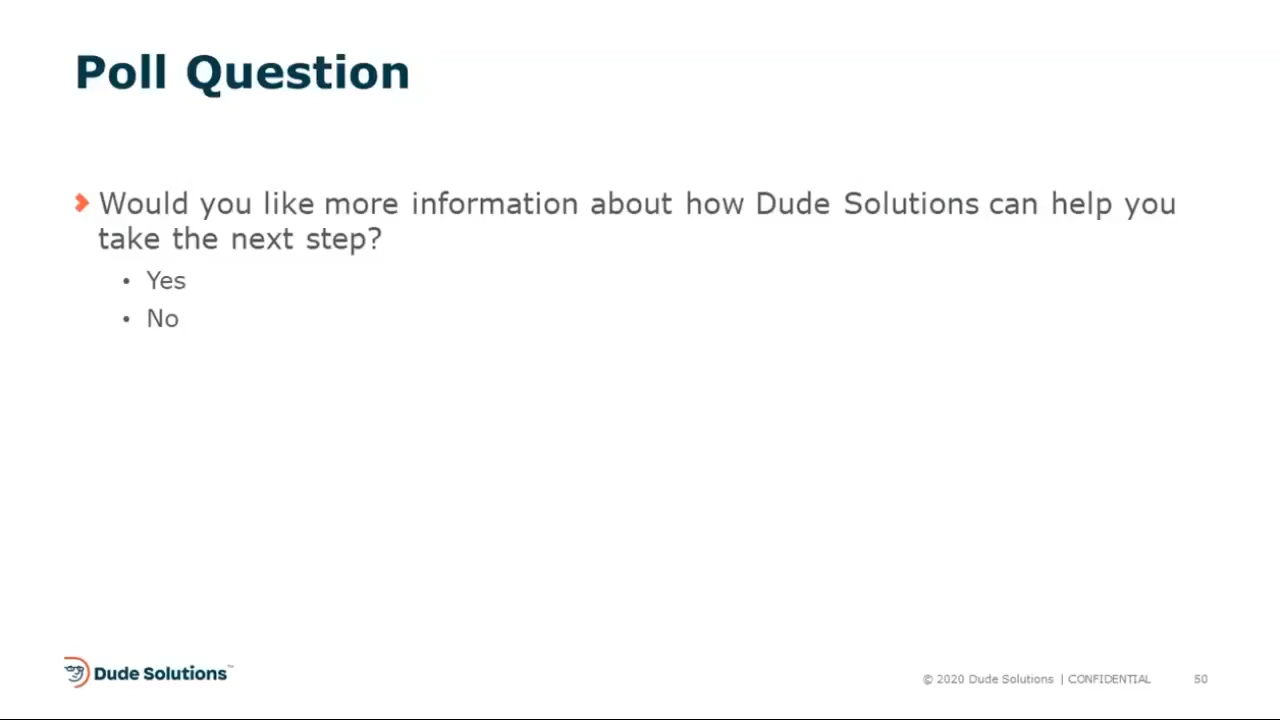 Poll Question
Would you like more information about how Dude Solutions can help you
take the next step?
• Yes
• No
Dude Solutions™
© 2020 Dude Solutions | CONFIDENTIAL 50